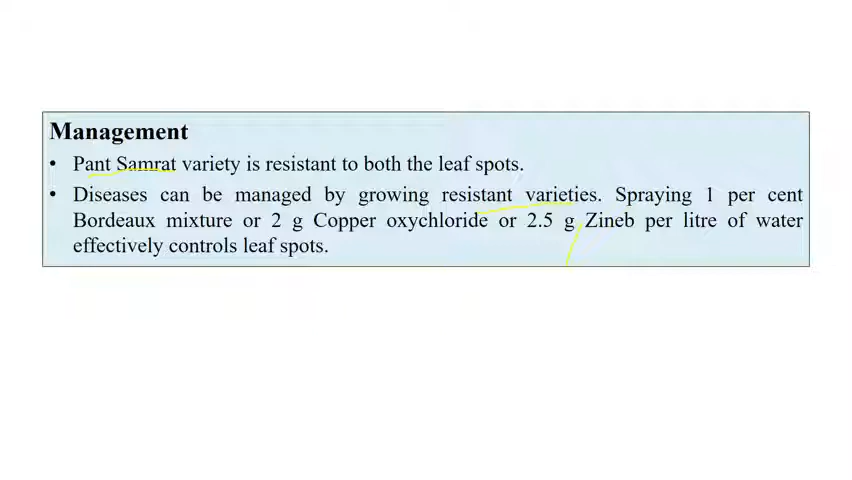 Management
• Pant Samrat variety is resistant to both the leaf spots.
• Diseases can be managed by growing resistant varieties. Spraying 1 per cent
Bordeaux mixture or 2 g Copper oxychloride or 2.5 g Zineb per litre of water
effectively controls leaf spots.